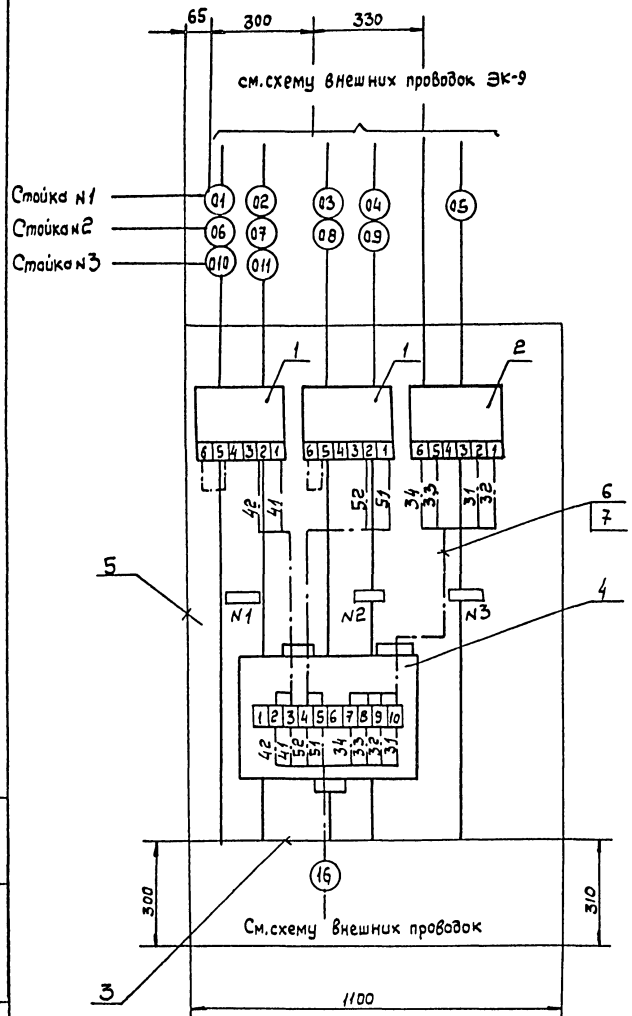 65 300 330
см. схему внешних проводок ЭК-9
Стойка N1 01 02 03 04 05
Стойка N2 06 07 08 09
Стойка N3 010 011
1 1 2
6 5 4 3 2 1 6 5 4 3 2 1 6 5 4 3 2 1
42 41 52 51 34 33 31 32
6
7
5
4
N1 N2 N3
1 2 3 4 5 6 7 8 9 10
42 41 52 51 34 33 32 31
16
300 310
См. схему внешних проводок
3
1100